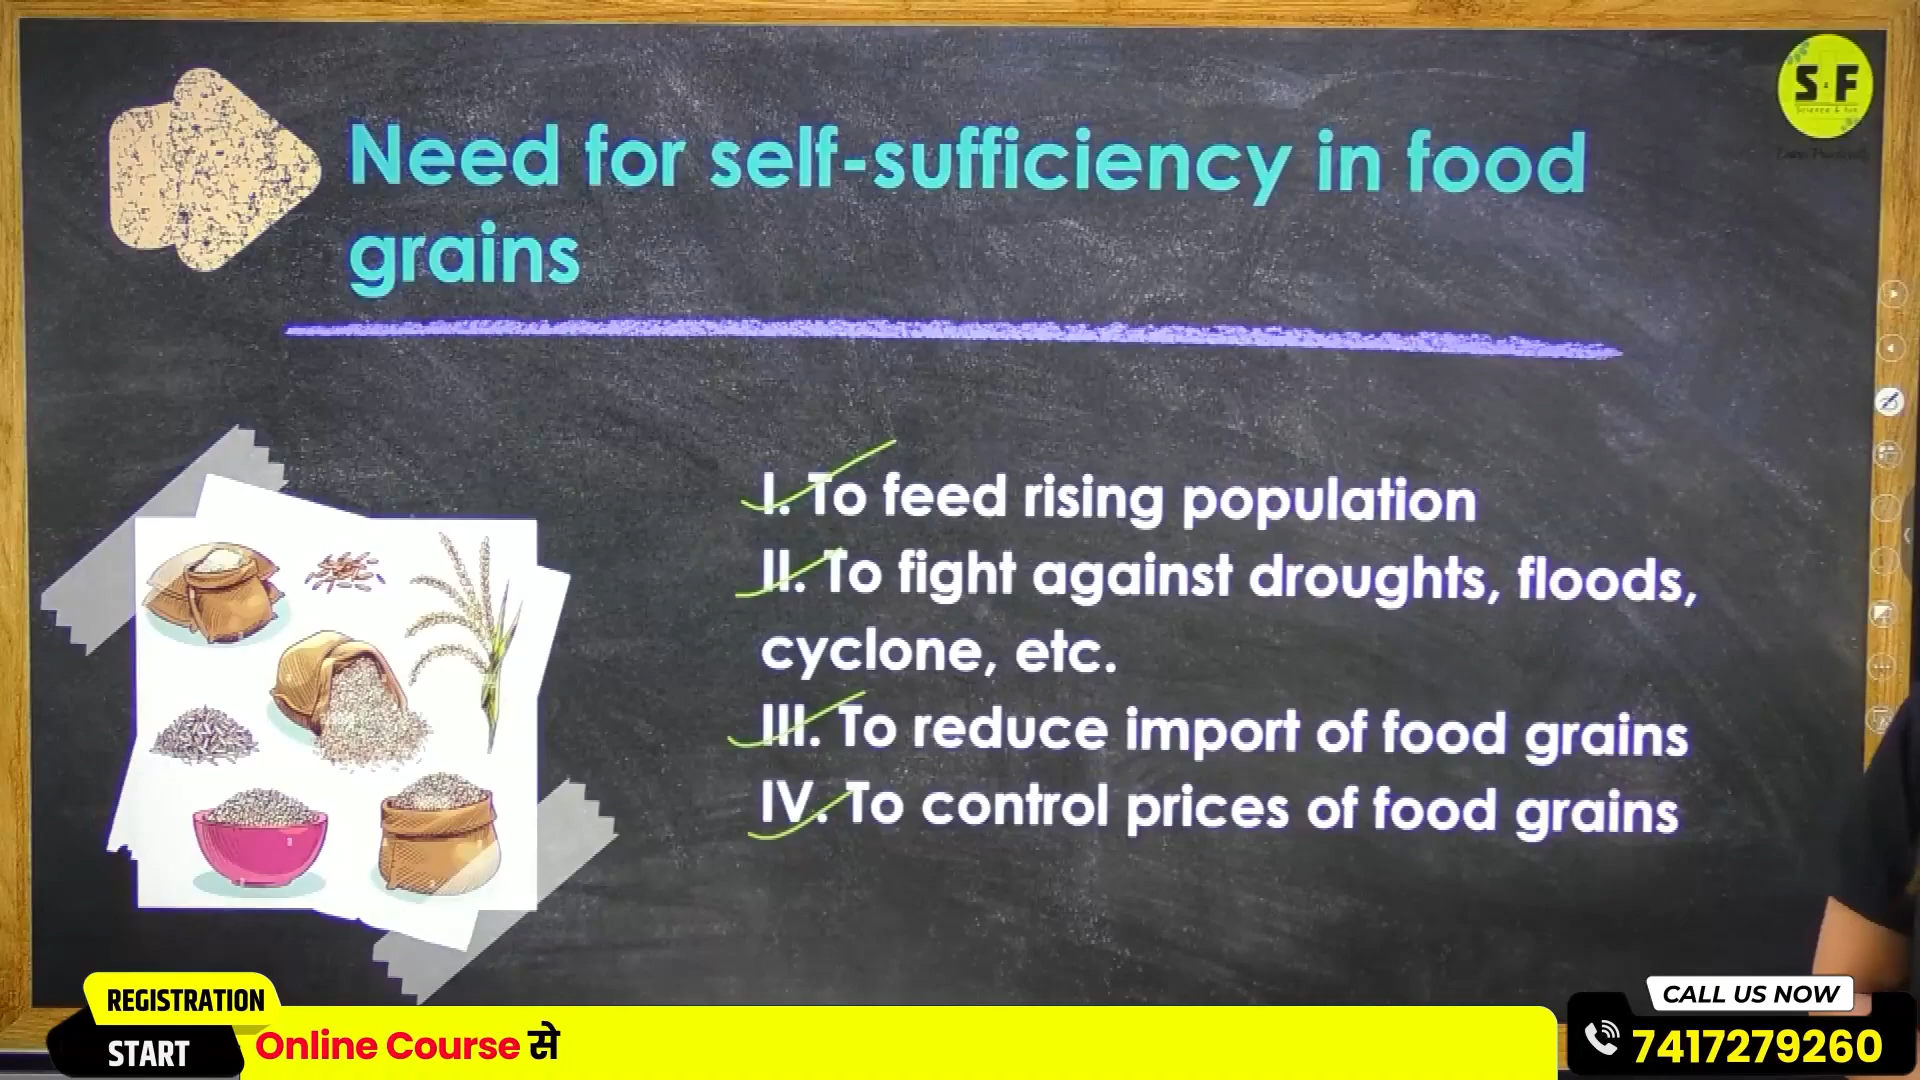 S F
Science & fun
Need for self-sufficiency in food
grains
I. To feed rising population
II. To fight against droughts, floods,
cyclone, etc.
III. To reduce import of food grains
IV. To control prices of food grains
REGISTRATION
START
Online Course से
CALL US NOW
7417279260